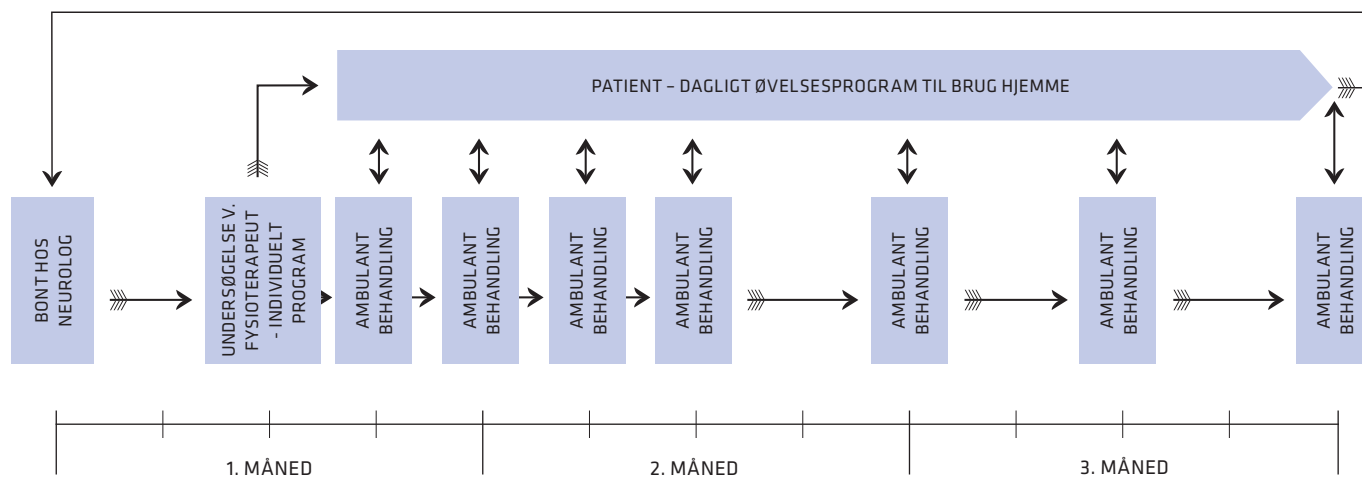 PATIENT – DAGLIGT ØVELSESPROGRAM TIL BRUG HJEMME
BONT HOS
NEUROLOG
UNDERSØGELSE V.
FYSIOTERAPEUT
- INDIVIDUELT
PROGRAM
AMBULANT
BEHANDLING
AMBULANT
BEHANDLING
AMBULANT
BEHANDLING
AMBULANT
BEHANDLING
AMBULANT
BEHANDLING
AMBULANT
BEHANDLING
AMBULANT
BEHANDLING
1. MÅNED
2. MÅNED
3. MÅNED